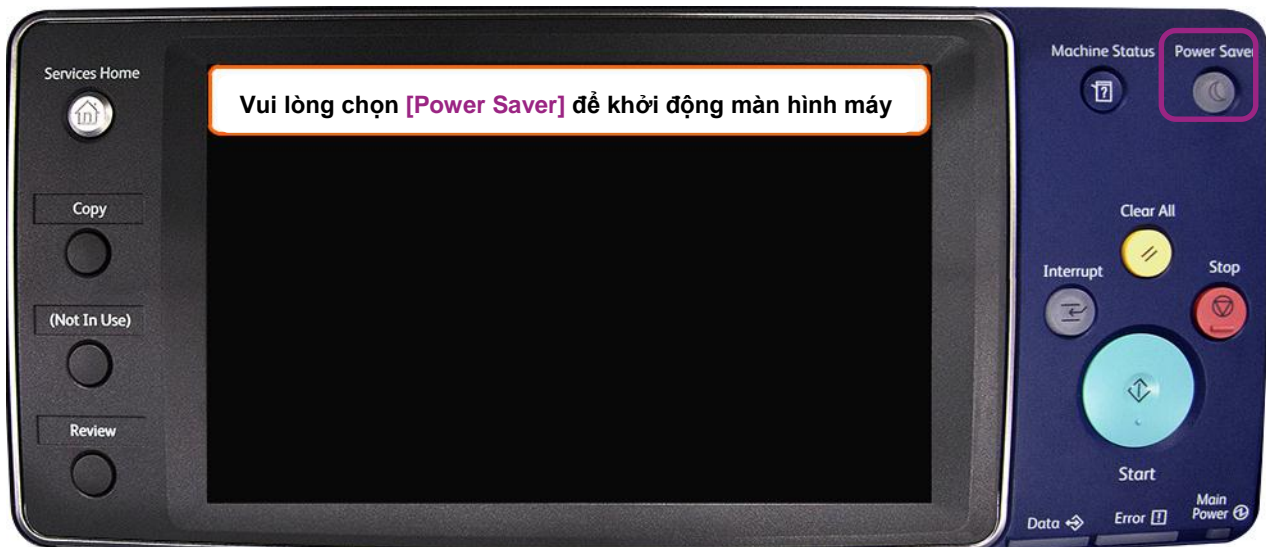 Services Home
Copy
(Not In Use)
Review
Vui lòng chọn [Power Saver] để khởi động màn hình máy
Machine Status
Power Saver
Clear All
Interrupt
Stop
Start
Data
Error
Main
Power